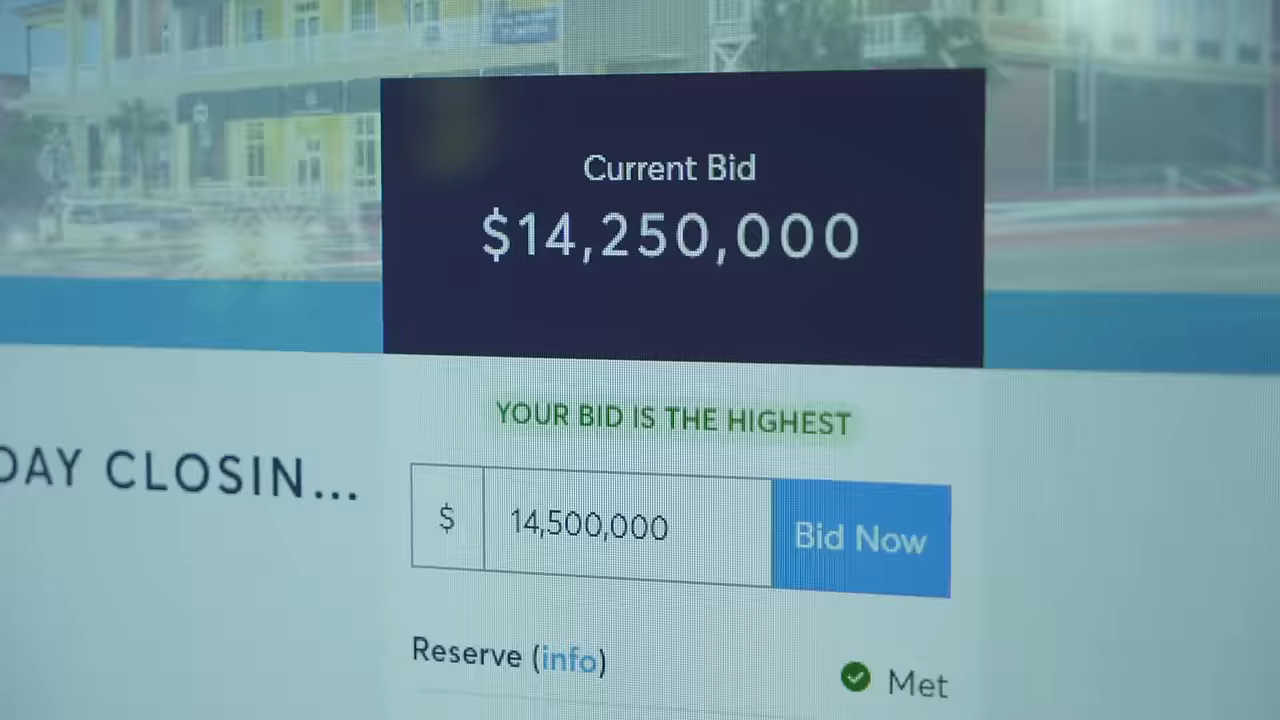 Current Bid
$14,250,000
YOUR BID IS THE HIGHEST
DAY CLOSIN...
$ 14,500,000 Bid Now
Reserve (info) Met